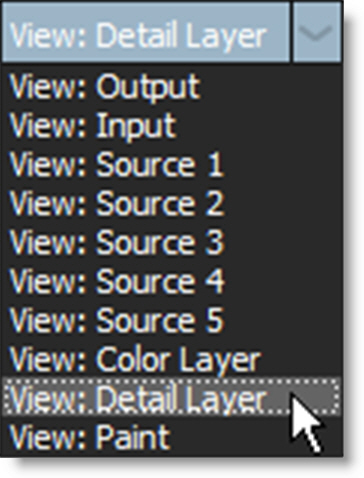 View: Detail Layer
View: Output
View: Input
View: Source 1
View: Source 2
View: Source 3
View: Source 4
View: Source 5
View: Color Layer
View: Detail Layer
View: Paint